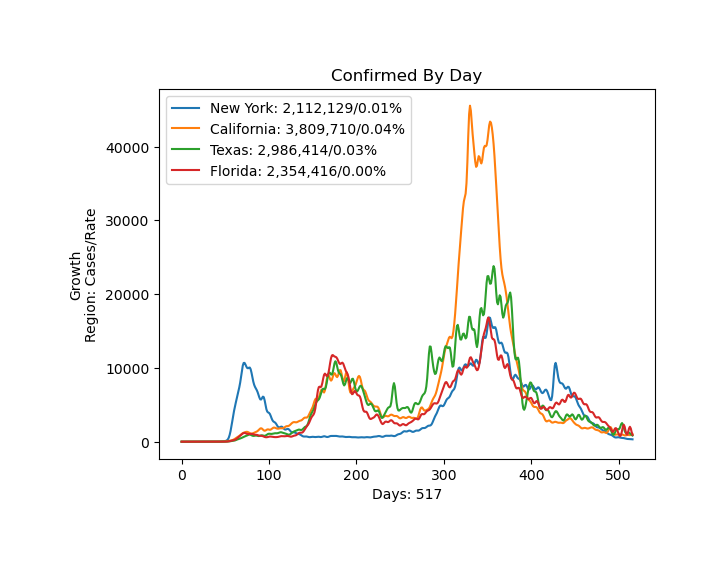 Confirmed By Day
New York: 2,112,129/0.01%
California: 3,809,710/0.04%
Texas: 2,986,414/0.03%
Florida: 2,354,416/0.00%
Growth
Region: Cases/Rate
40000
30000
20000
10000
0
0 100 200 300 400 500
Days: 517